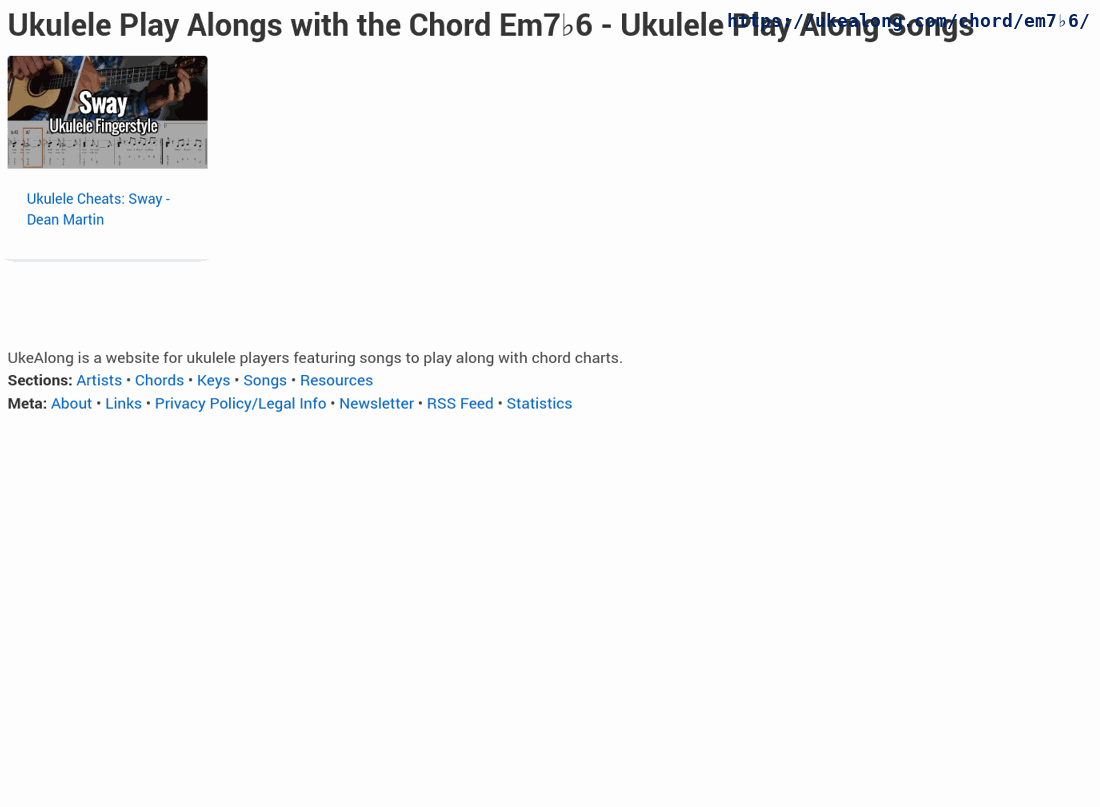 Ukulele Play Alongs with the Chord Em7♭6 - Ukulele Play Along Songs
https://ukealong.com/chord/em7♭6/
Sway
Ukulele Fingerstyle
Ukulele Cheats: Sway -
Dean Martin
UkeAlong is a website for ukulele players featuring songs to play along with chord charts.
Sections: Artists • Chords • Keys • Songs • Resources
Meta: About • Links • Privacy Policy/Legal Info • Newsletter • RSS Feed • Statistics